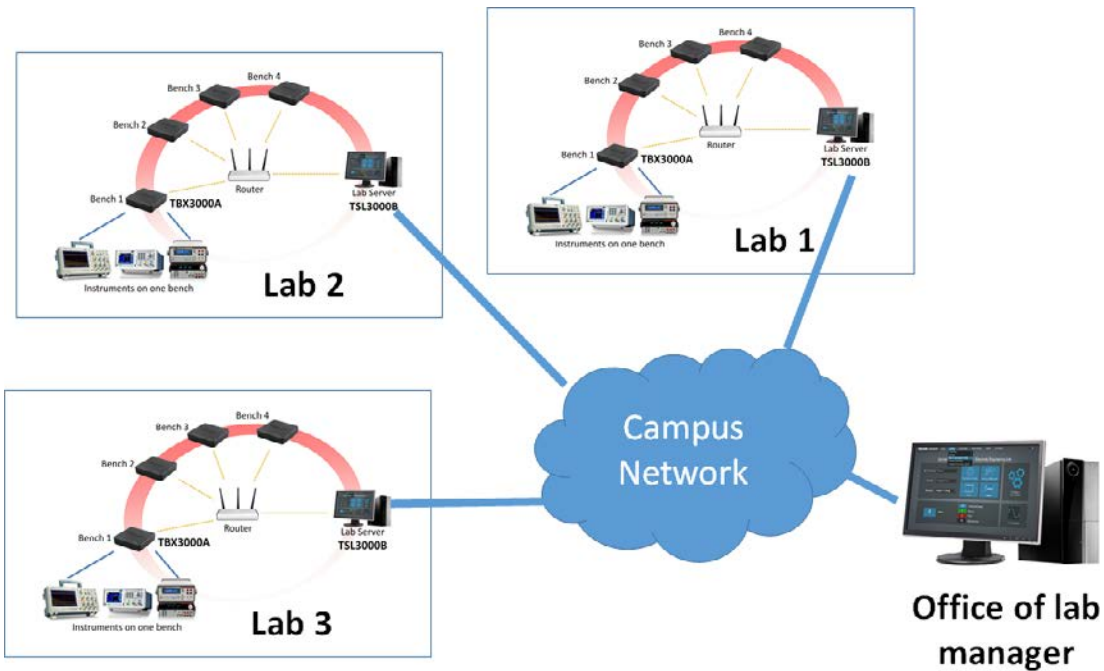 Bench 3
Bench 4
Bench 2
Bench 1
TBX3000A
Router
Lab Server
TSL3000B
Instruments on one bench
Lab 2
Bench 3
Bench 4
Bench 2
Bench 1
TBX3000A
Router
Lab Server
TSL3000B
Instruments on one bench
Lab 1
Bench 3
Bench 4
Bench 2
Bench 1
TBX3000A
Router
Lab Server
TSL3000B
Instruments on one bench
Lab 3
Campus
Network
Office of lab
manager